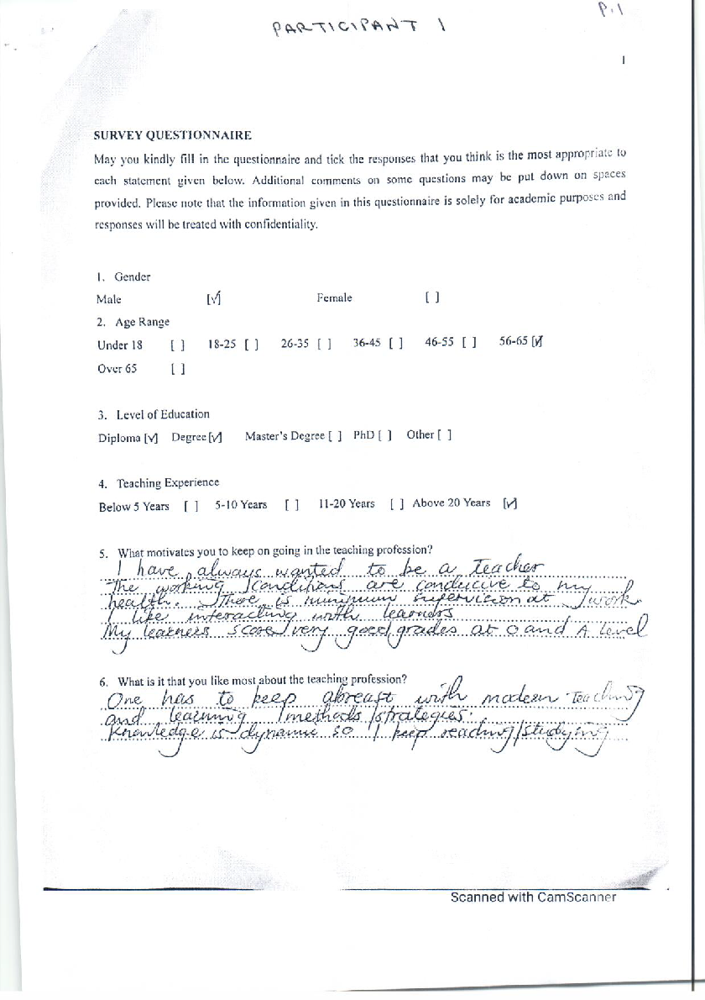 P.1
PARTICIPANT 1
1
SURVEY QUESTIONNAIRE
May you kindly fill in the questionnaire and tick the responses that you think is the most appropriate to
each statement given below. Additional comments on some questions may be put down on spaces
provided. Please note that the information given in this questionnaire is solely for academic purposes and
responses will be treated with confidentiality.
1. Gender
Male [✓] Female [ ]
2. Age Range
Under 18 [ ] 18-25 [ ] 26-35 [ ] 36-45 [ ] 46-55 [ ] 56-65 [✓]
Over 65 [ ]
3. Level of Education
Diploma [✓] Degree [✓] Master's Degree [ ] PhD [ ] Other [ ]
4. Teaching Experience
Below 5 Years [ ] 5-10 Years [ ] 11-20 Years [ ] Above 20 Years [✓]
5. What motivates you to keep on going in the teaching profession?
I have always wanted to be a teacher
The working conditions are conducive to my
health. There is minimum supervision at work
I like interacting with learners
My learners score very good grades at O and A level
6. What is it that you like most about the teaching profession?
One has to keep abreast with modern teaching
and learning methods/strategies.
Knowledge is dynamic so I keep reading/studying
Scanned with CamScanner